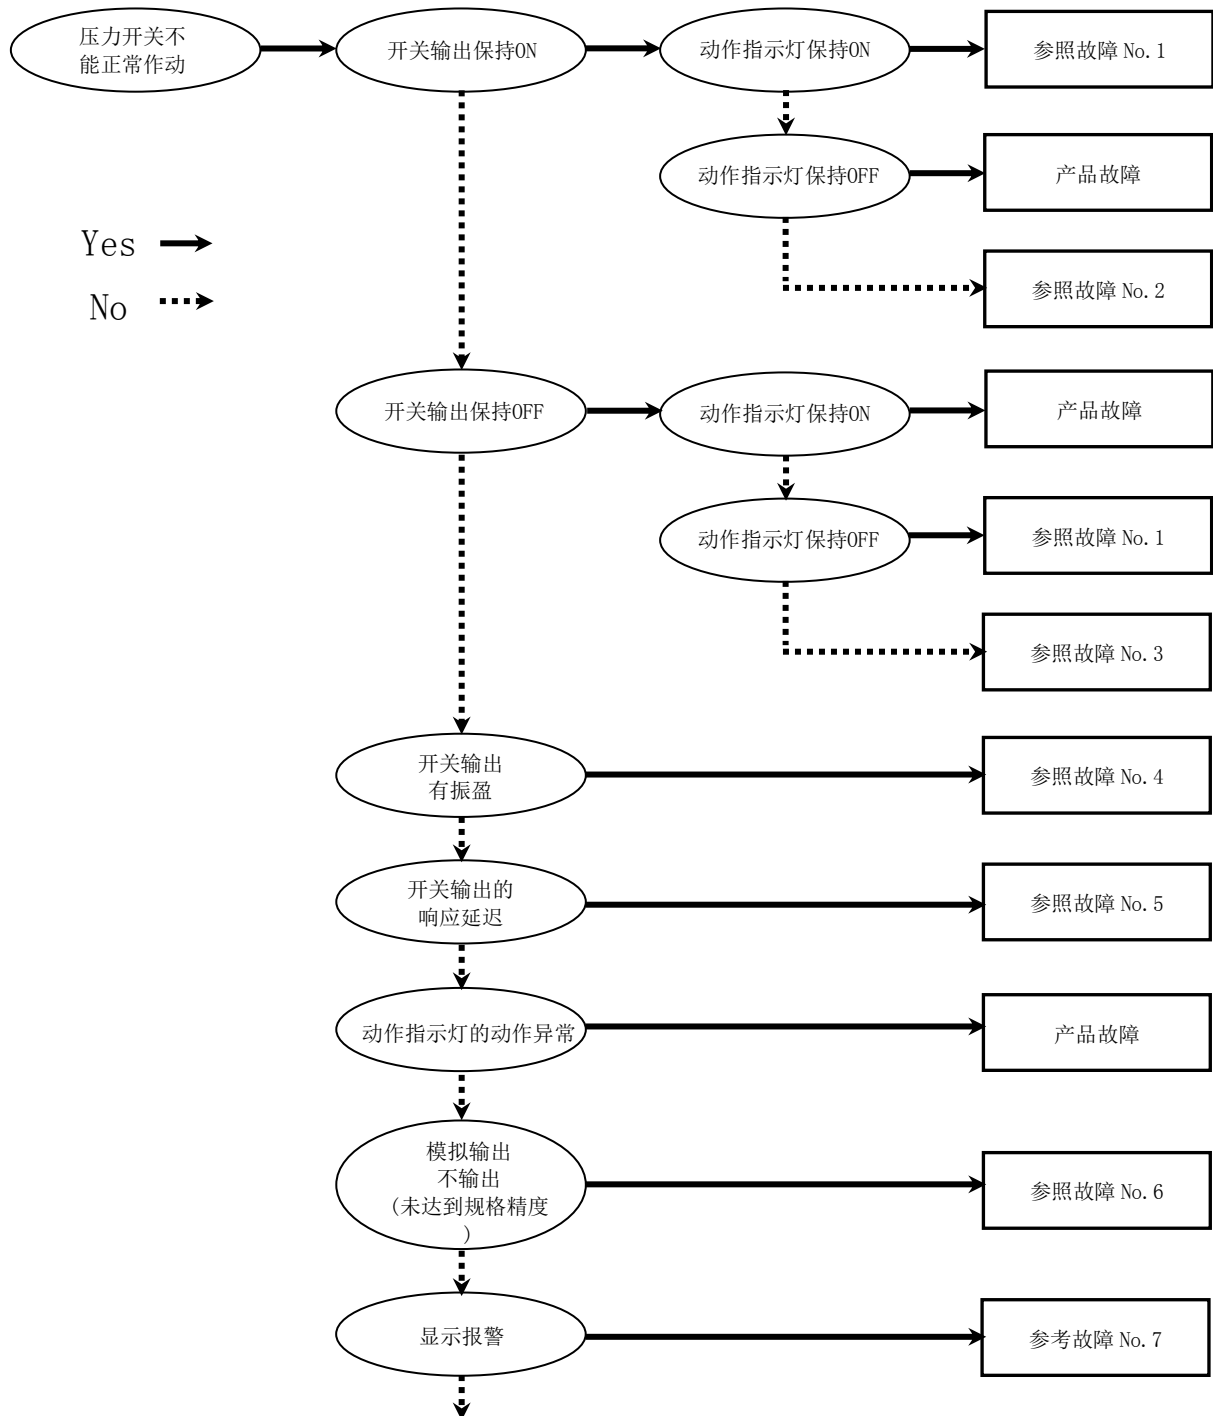 压力开关不
能正常作动
开关输出保持ON
动作指示灯保持ON
参照故障 No.1
动作指示灯保持OFF
产品故障
Yes
No
参照故障 No.2
开关输出保持OFF
动作指示灯保持ON
产品故障
动作指示灯保持OFF
参照故障 No.1
参照故障 No.3
开关输出
有振盈
参照故障 No.4
开关输出的
响应延迟
参照故障 No.5
动作指示灯的动作异常
产品故障
模拟输出
不输出
(未达到规格精度
)
参照故障 No.6
显示报警
参考故障 No.7